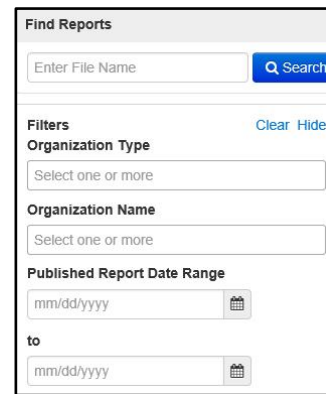 Find Reports
Enter File Name Search
Filters Clear Hide
Organization Type
Select one or more
Organization Name
Select one or more
Published Report Date Range
mm/dd/yyyy
to
mm/dd/yyyy